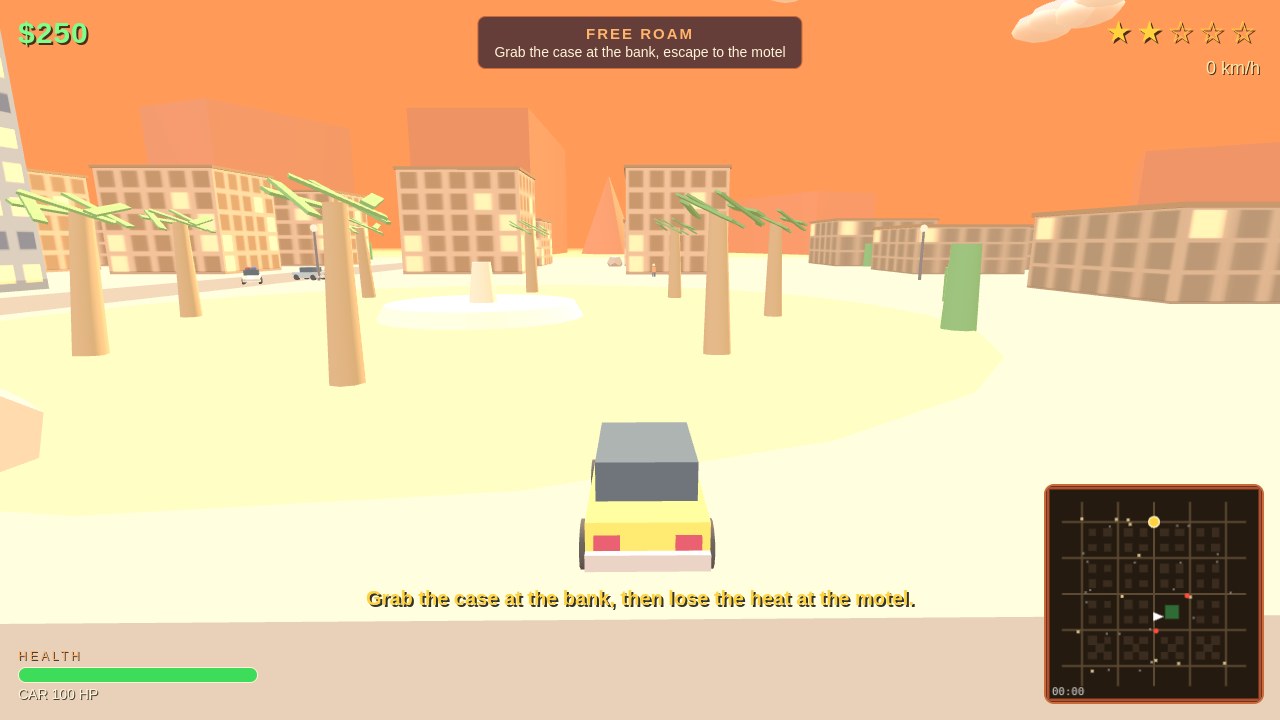 $250
FREE ROAM
Grab the case at the bank, escape to the motel
0 km/h
Grab the case at the bank, then lose the heat at the motel.
HEALTH
CAR 100 HP
00:00